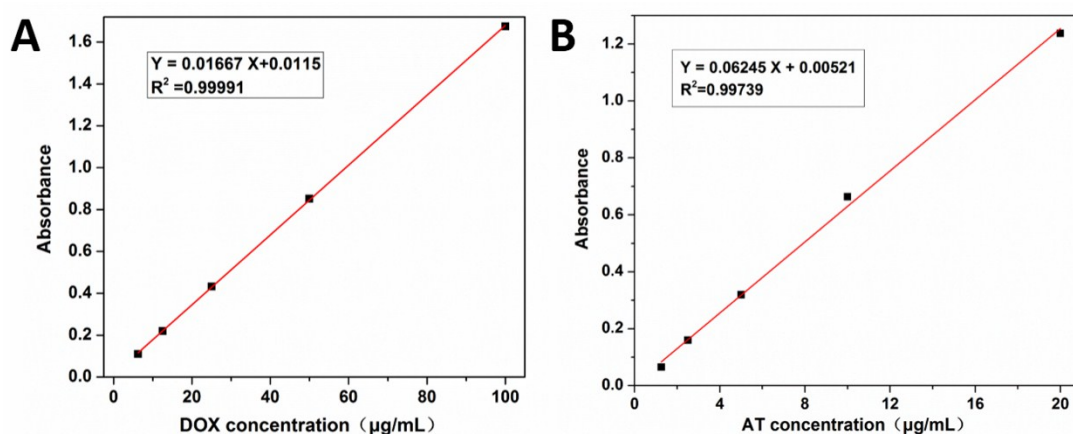 A
Y = 0.01667 X+0.0115
R² =0.99991
1.6
1.4
1.2
1.0
0.8
0.6
0.4
0.2
0.0
Absorbance
0 20 40 60 80 100
DOX concentration（μg/mL）
B
Y = 0.06245 X + 0.00521
R²=0.99739
1.2
1.0
0.8
0.6
0.4
0.2
0.0
Absorbance
0 4 8 12 16 20
AT concentration（μg/mL）